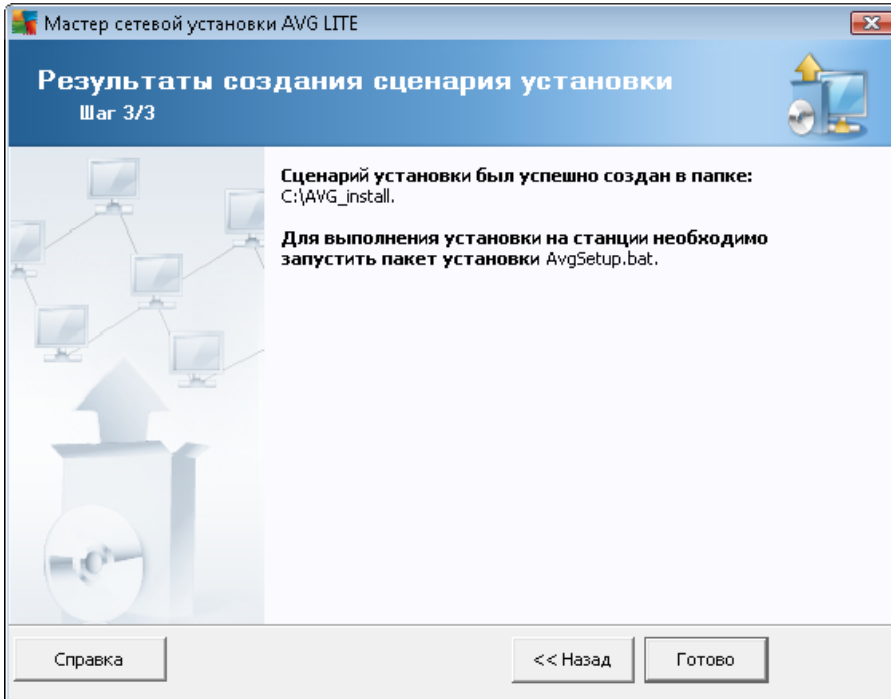 Мастер сетевой установки AVG LITE
Результаты создания сценария установки
Шаг 3/3
Сценарий установки был успешно создан в папке:
C:\AVG_install.
Для выполнения установки на станции необходимо
запустить пакет установки AvgSetup.bat.
Справка
<< Назад
Готово